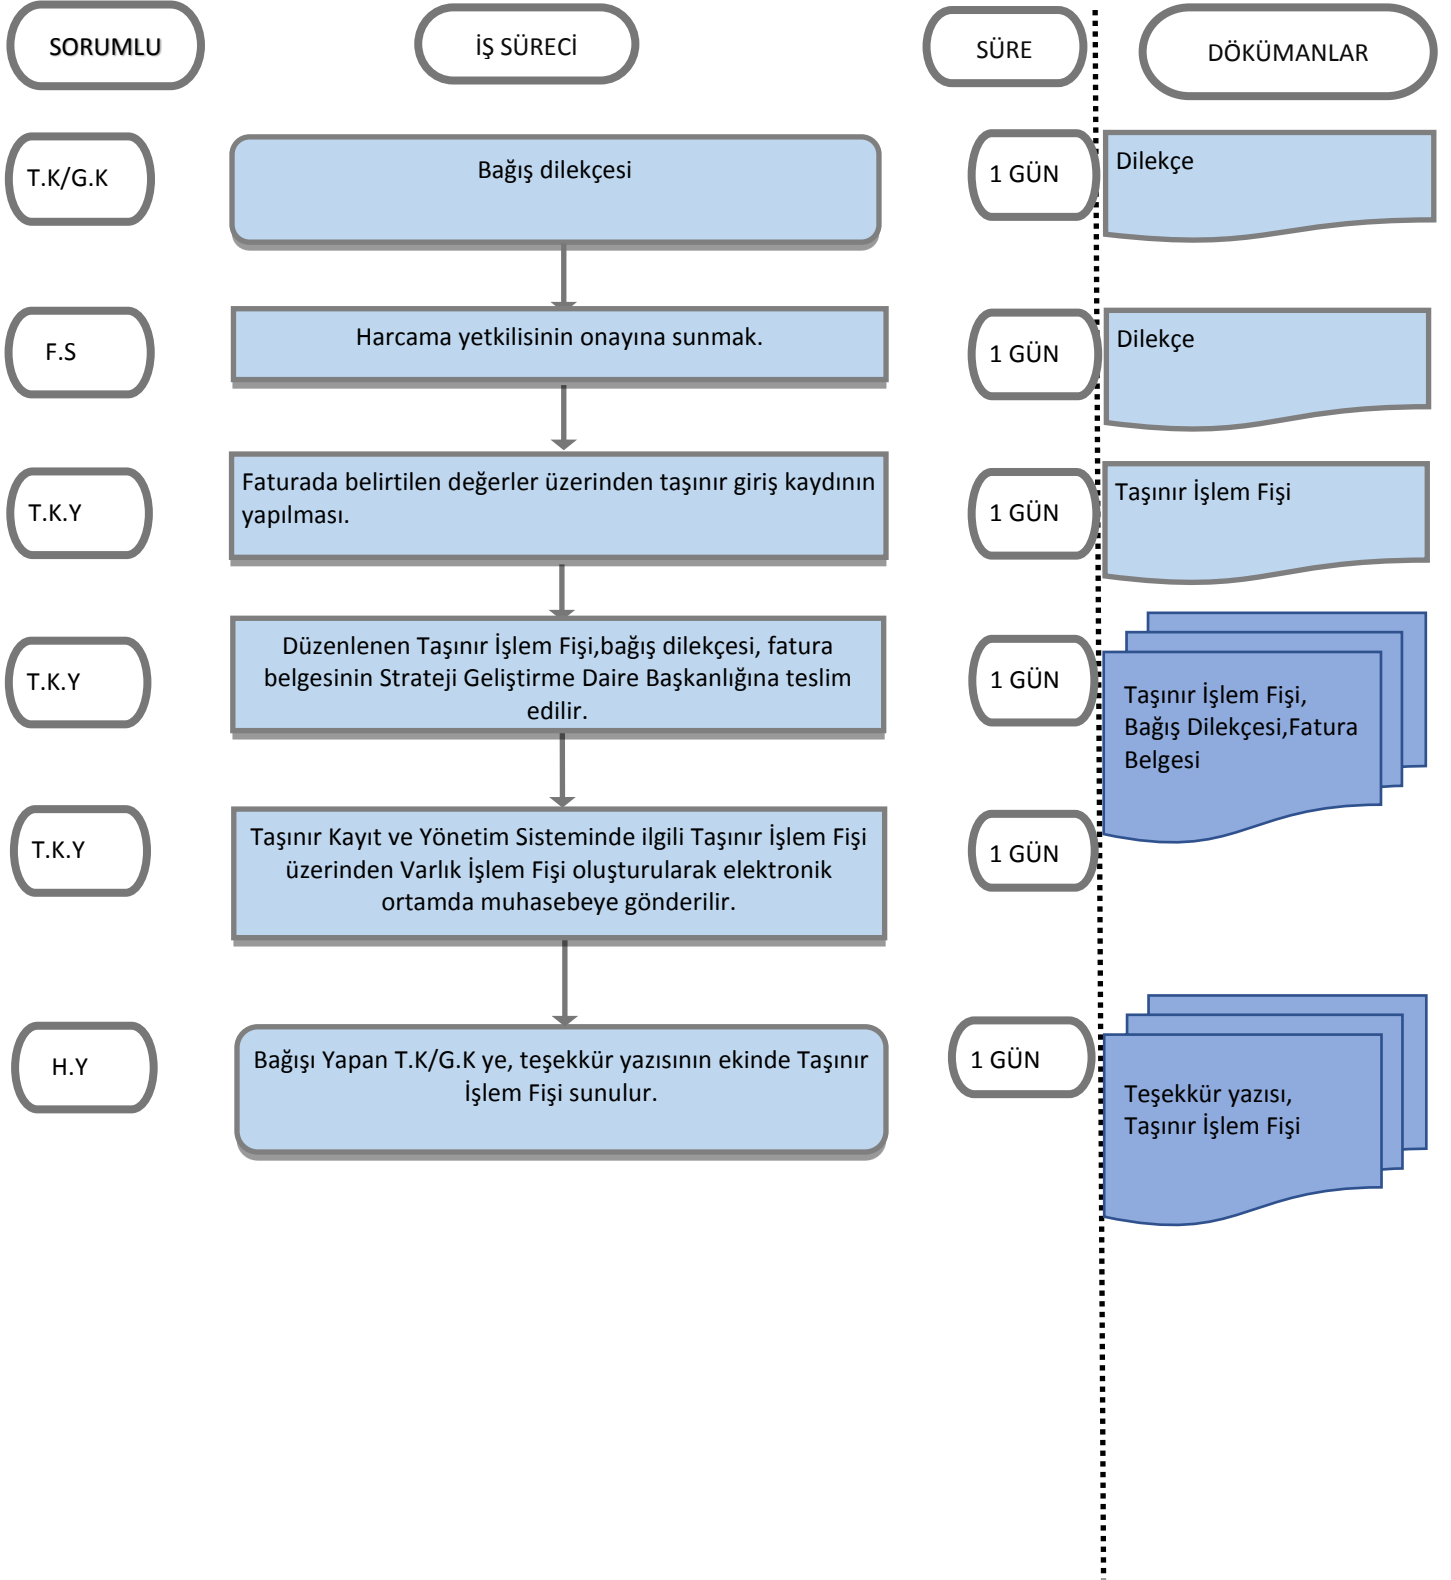 SORUMLU
İŞ SÜRECİ
SÜRE
DÖKÜMANLAR
T.K/G.K
Bağış dilekçesi
1 GÜN
Dilekçe
F.S
Harcama yetkilisinin onayına sunmak.
1 GÜN
Dilekçe
T.K.Y
Faturada belirtilen değerler üzerinden taşınır giriş kaydının
yapılması.
1 GÜN
Taşınır İşlem Fişi
T.K.Y
Düzenlenen Taşınır İşlem Fişi,bağış dilekçesi, fatura
belgesinin Strateji Geliştirme Daire Başkanlığına teslim
edilir.
1 GÜN
Taşınır İşlem Fişi,
Bağış Dilekçesi,Fatura
Belgesi
T.K.Y
Taşınır Kayıt ve Yönetim Sisteminde ilgili Taşınır İşlem Fişi
üzerinden Varlık İşlem Fişi oluşturularak elektronik
ortamda muhasebeye gönderilir.
1 GÜN
H.Y
Bağışı Yapan T.K/G.K ye, teşekkür yazısının ekinde Taşınır
İşlem Fişi sunulur.
1 GÜN
Teşekkür yazısı,
Taşınır İşlem Fişi